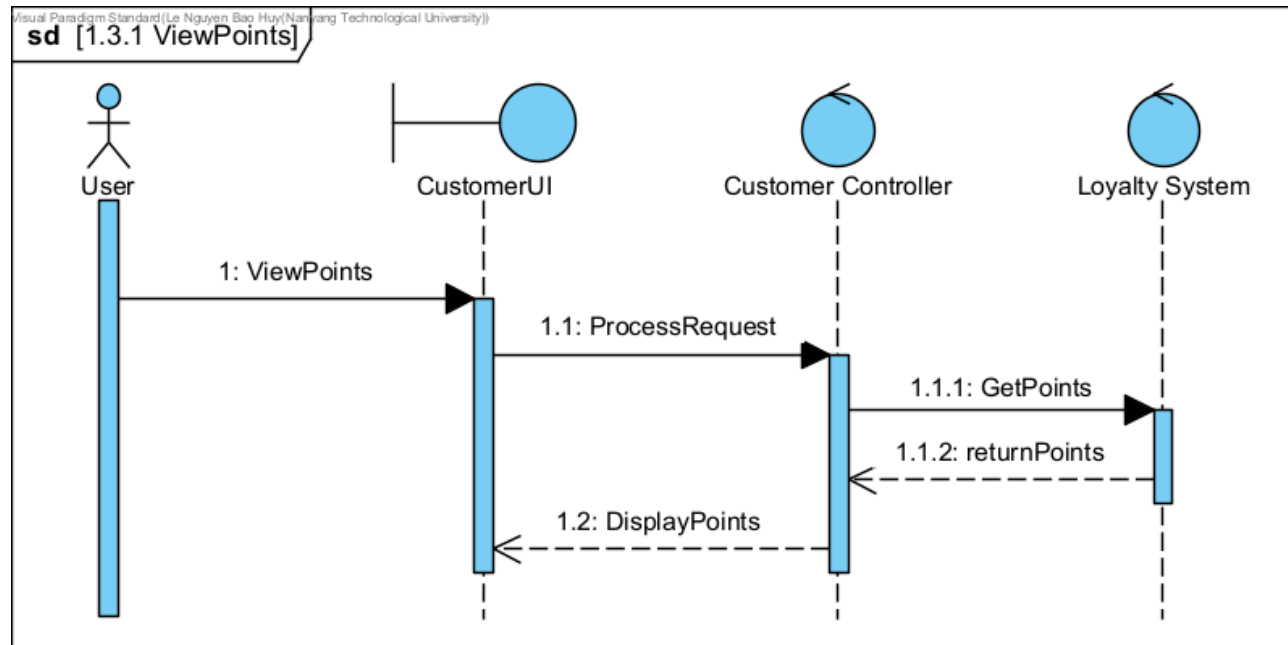 Visual Paradigm Standard(Le Nguyen Bao Huy(Nanyang Technological University))
sd [1.3.1 ViewPoints]
User
CustomerUI
Customer Controller
Loyalty System
1: ViewPoints
1.1: ProcessRequest
1.1.1: GetPoints
1.1.2: returnPoints
1.2: DisplayPoints